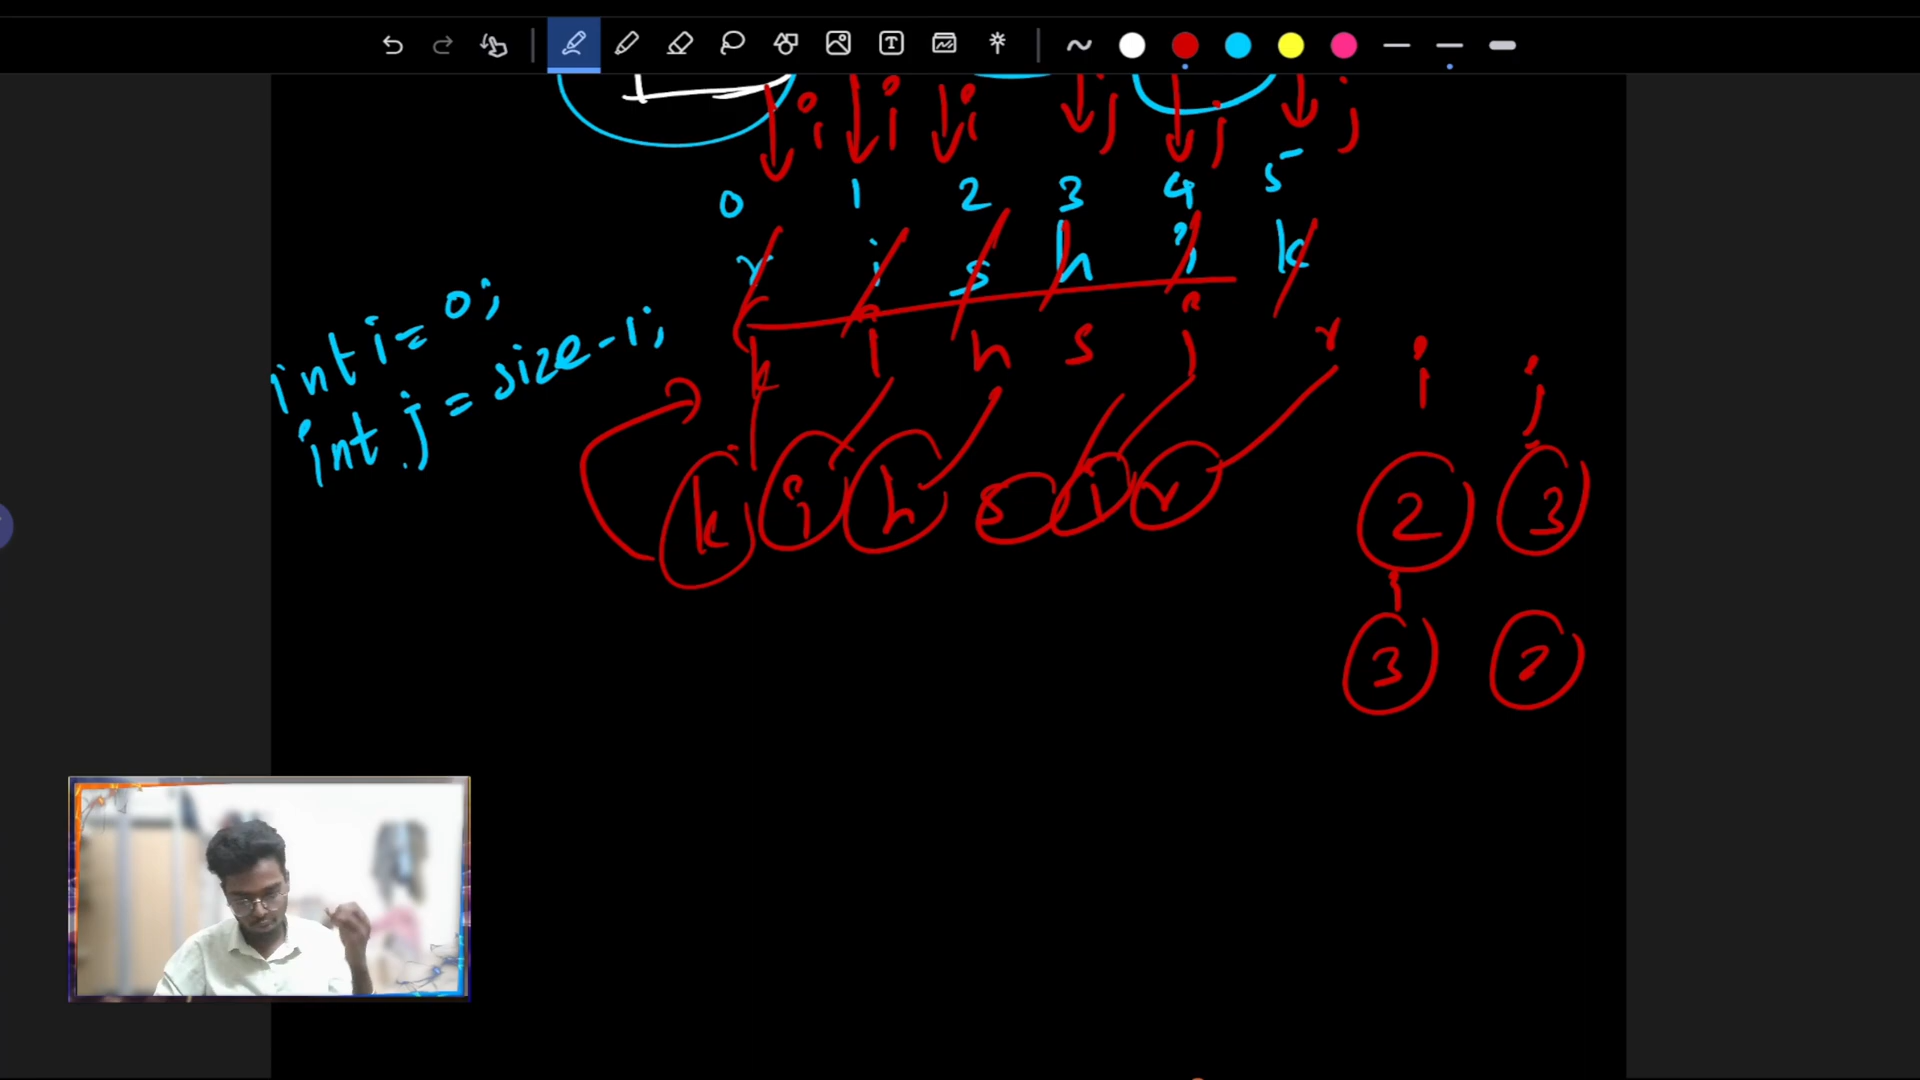 i i i j j j
0 1 2 3 4 5
r i s h i k
int i = 0;
int j = size-1;
k i h s i r
k i h s i r
i j
2 3
i
3 2